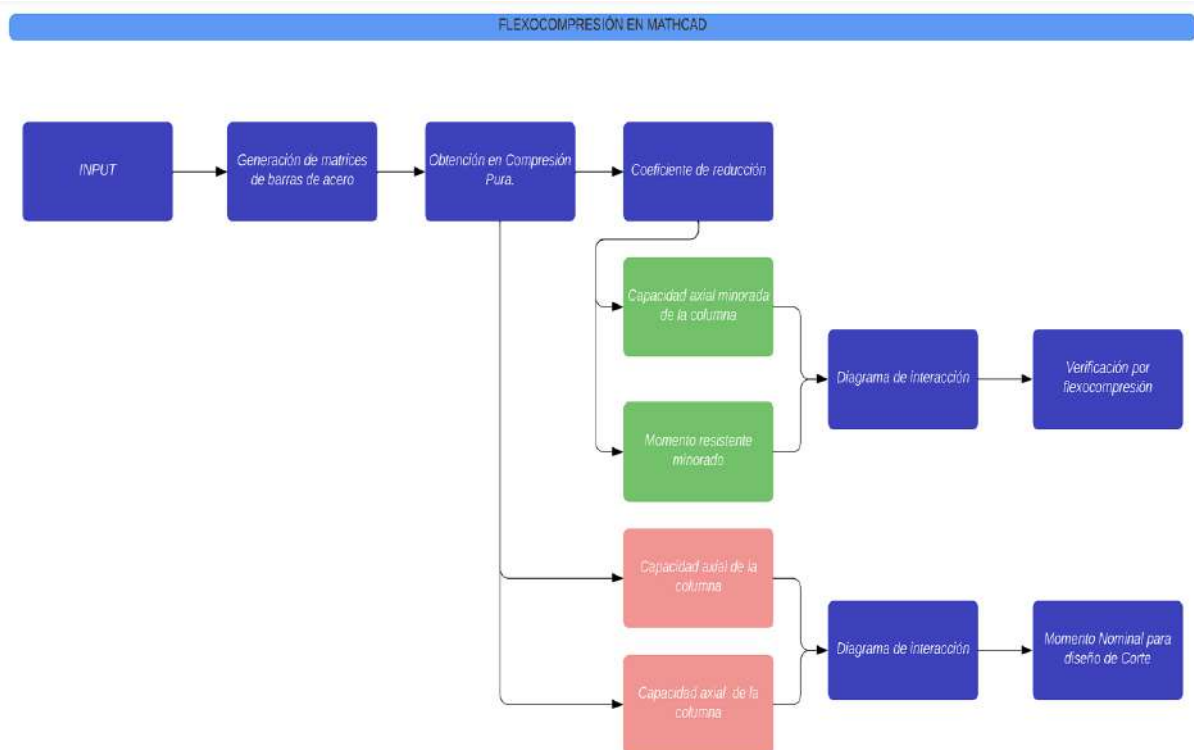 FLEXOCOMPRESIÓN EN MATHCAD
INPUT
Generación de matrices
de barras de acero
Obtención en Compresión
Pura.
Coeficiente de reducción
Capacidad axial minorada
de la columna
Momento resistente
minorado
Diagrama de interacción
Verificación por
flexocompresión
Capacidad axial de la
columna
Capacidad axial de la
columna
Diagrama de interacción
Momento Nominal para
diseño de Corte